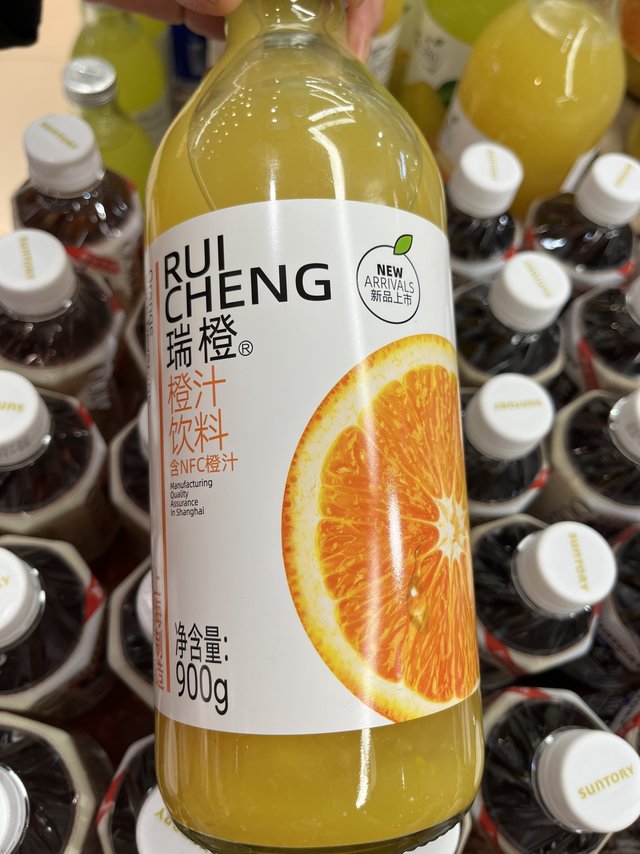 RUI
CHENG
瑞橙®
橙汁
饮料
含NFC橙汁
Manufacturing
Quality
Assurance
In Shanghai
净含量:
900g
NEW
ARRIVALS
新品上市
SUNTORY
SUNTORY
SUNTORY